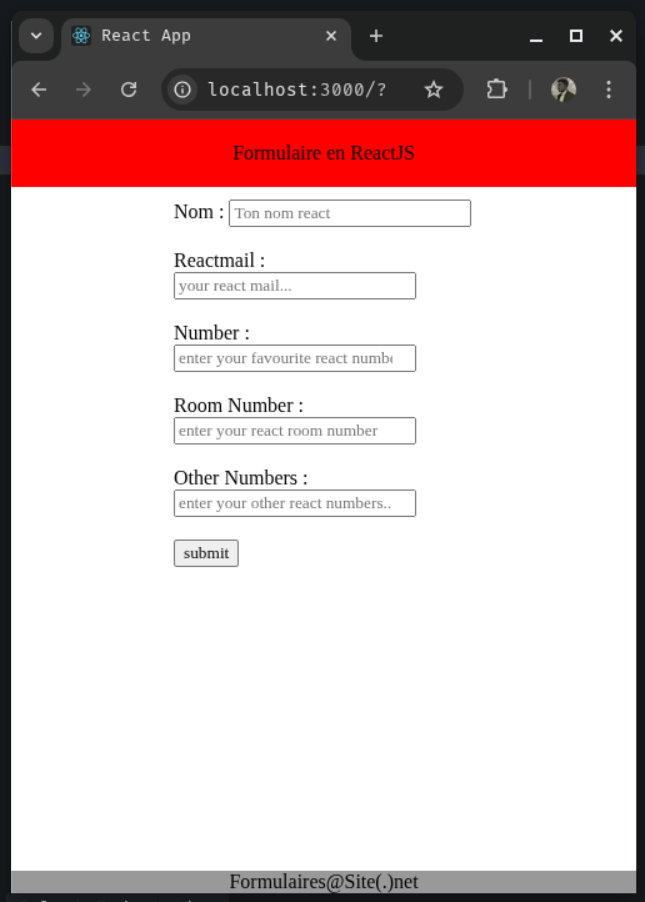 React App
localhost:3000/?
Formulaire en ReactJS
Nom : Ton nom react
Reactmail :
your react mail...
Number :
enter your favourite react numb
Room Number :
enter your react room number
Other Numbers :
enter your other react numbers..
submit
Formulaires@Site(.)net